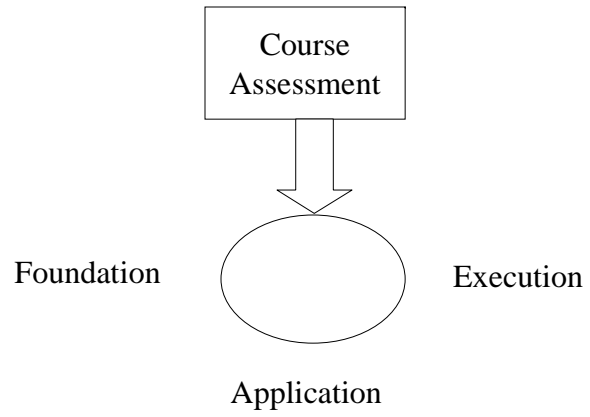 Course
Assessment
Foundation
Execution
Application